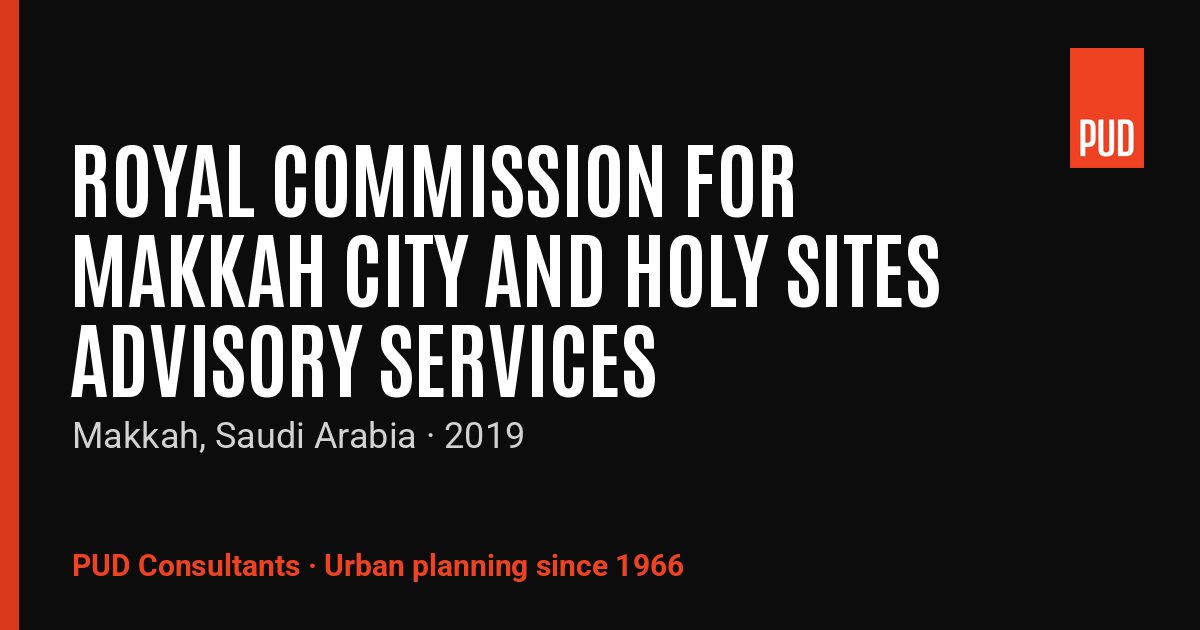 PUD
ROYAL COMMISSION FOR
MAKKAH CITY AND HOLY SITES
ADVISORY SERVICES
Makkah, Saudi Arabia · 2019
PUD Consultants · Urban planning since 1966